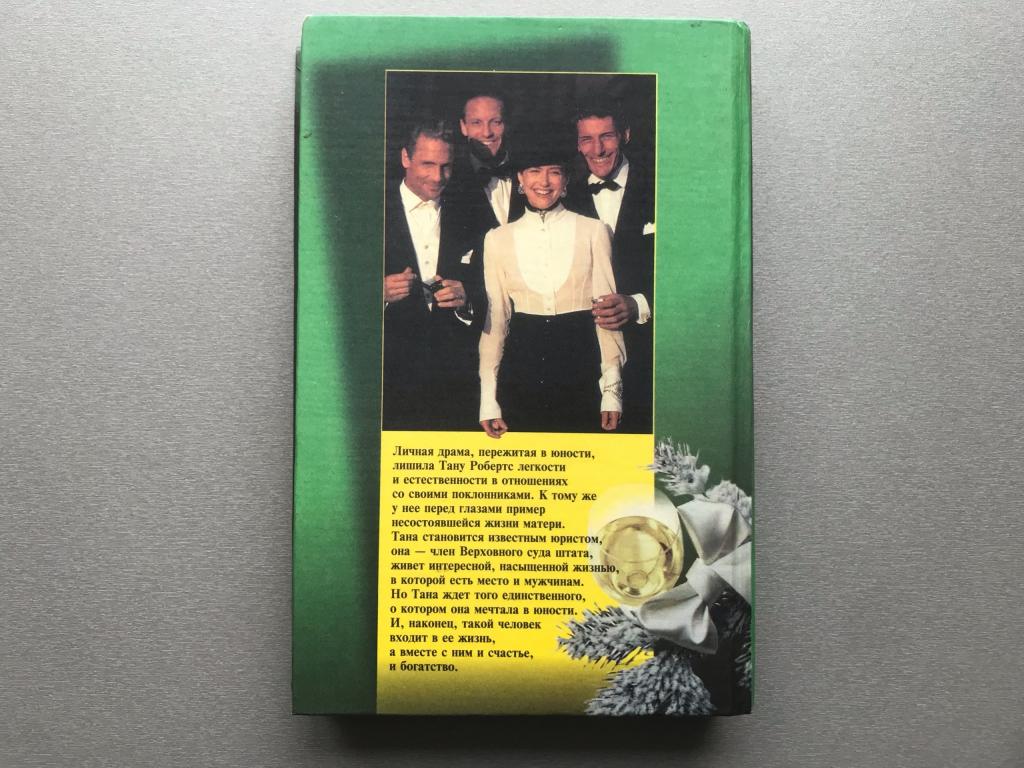 Личная драма, пережитая в юности,
лишила Тану Робертс легкости
и естественности в отношениях
со своими поклонниками. К тому же
у нее перед глазами пример
несостоявшейся жизни матери.
Тана становится известным юристом,
она — член Верховного суда штата,
живет интересной, насыщенной жизнью,
в которой есть место и мужчинам.
Но Тана ждет того единственного,
о котором она мечтала в юности.
И, наконец, такой человек
входит в ее жизнь,
а вместе с ним и счастье,
и богатство.